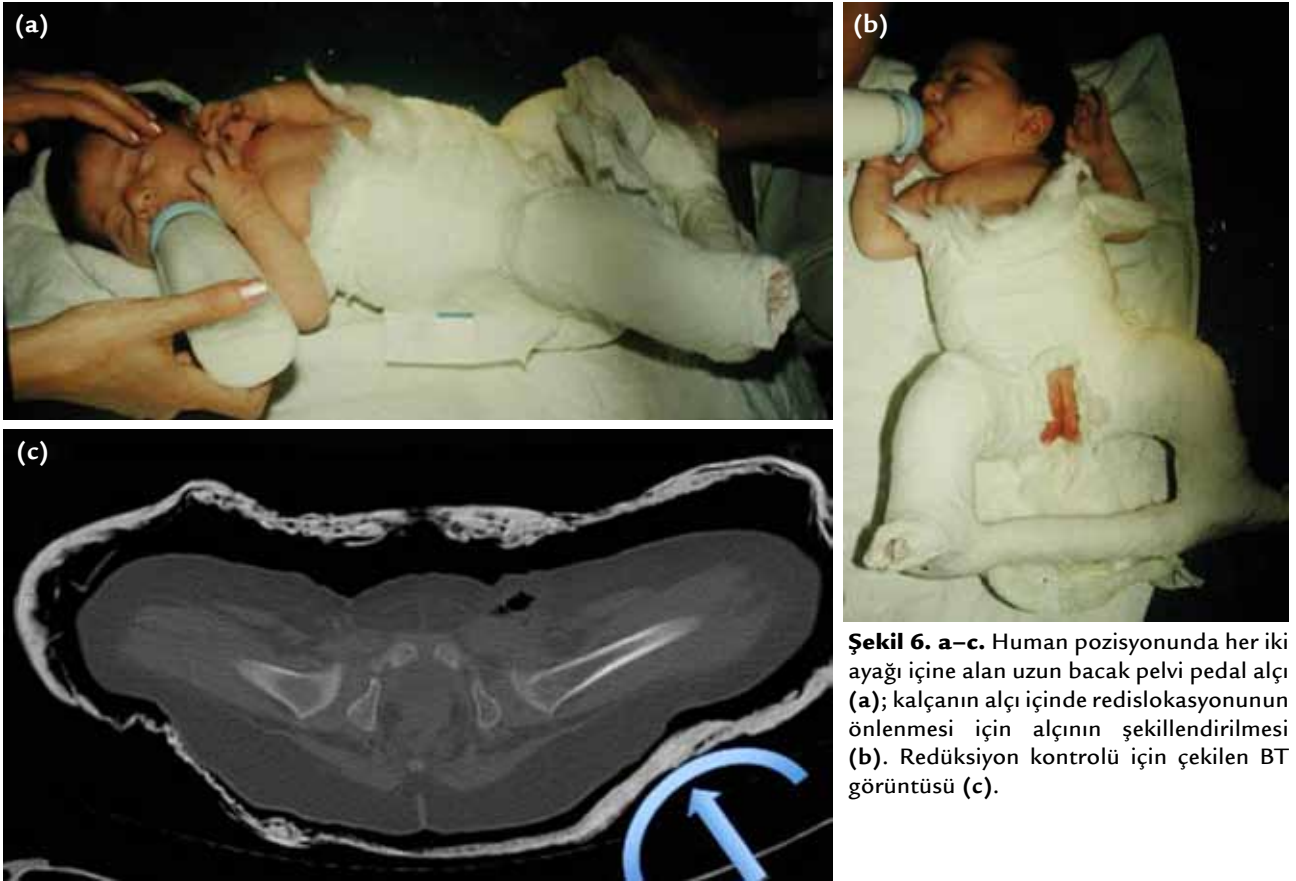 (a)
(b)
(c)
Şekil 6. a–c. Human pozisyonunda her iki
ayağı içine alan uzun bacak pelvi pedal alçı
(a); kalçanın alçı içinde redislokasyonunun
önlenmesi için alçının şekillendirilmesi
(b). Redüksiyon kontrolü için çekilen BT
görüntüsü (c).